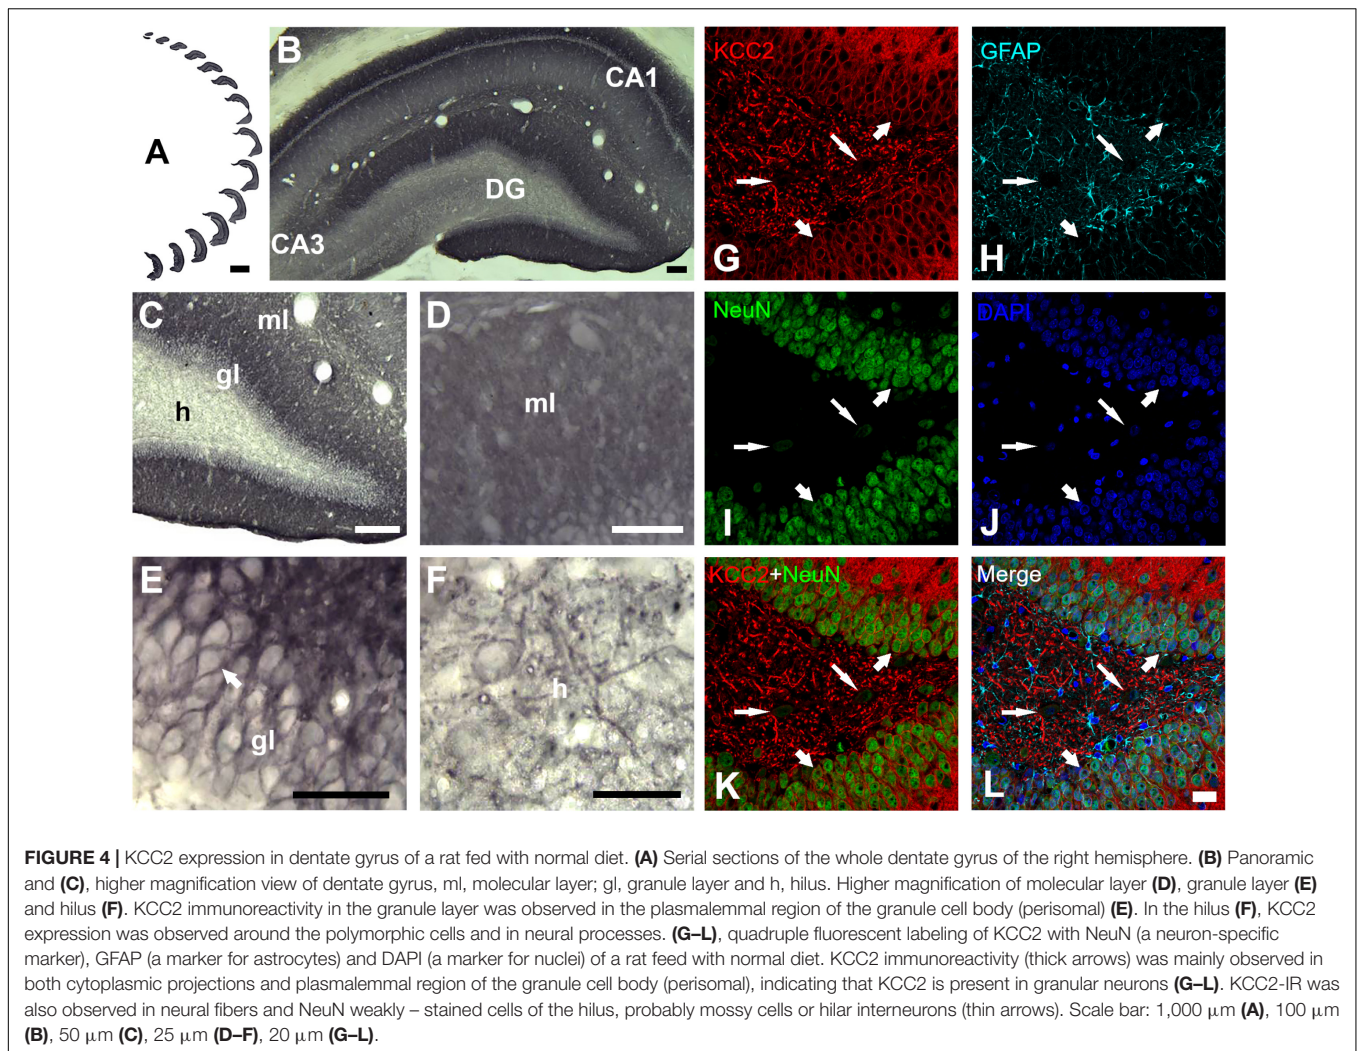 A
B
CA1
DG
CA3
KCC2
G
GFAP
H
C
ml
gl
h
D
ml
NeuN
I
DAPI
J
E
gl
F
h
KCC2+NeuN
K
Merge
L
FIGURE 4 | KCC2 expression in dentate gyrus of a rat fed with normal diet. (A) Serial sections of the whole dentate gyrus of the right hemisphere. (B) Panoramic
and (C), higher magnification view of dentate gyrus, ml, molecular layer; gl, granule layer and h, hilus. Higher magnification of molecular layer (D), granule layer (E)
and hilus (F). KCC2 immunoreactivity in the granule layer was observed in the plasmalemmal region of the granule cell body (perisomal) (E). In the hilus (F), KCC2
expression was observed around the polymorphic cells and in neural processes. (G–L), quadruple fluorescent labeling of KCC2 with NeuN (a neuron-specific
marker), GFAP (a marker for astrocytes) and DAPI (a marker for nuclei) of a rat feed with normal diet. KCC2 immunoreactivity (thick arrows) was mainly observed in
both cytoplasmic projections and plasmalemmal region of the granule cell body (perisomal), indicating that KCC2 is present in granular neurons (G–L). KCC2-IR was
also observed in neural fibers and NeuN weakly – stained cells of the hilus, probably mossy cells or hilar interneurons (thin arrows). Scale bar: 1,000 μm (A), 100 μm
(B), 50 μm (C), 25 μm (D–F), 20 μm (G–L).